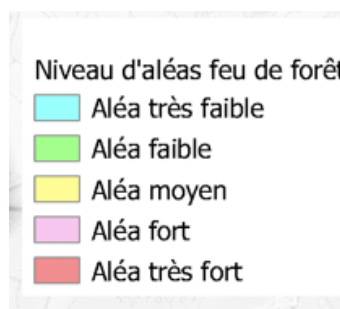 Niveau d'aléas feu de forêt
Aléa très faible
Aléa faible
Aléa moyen
Aléa fort
Aléa très fort